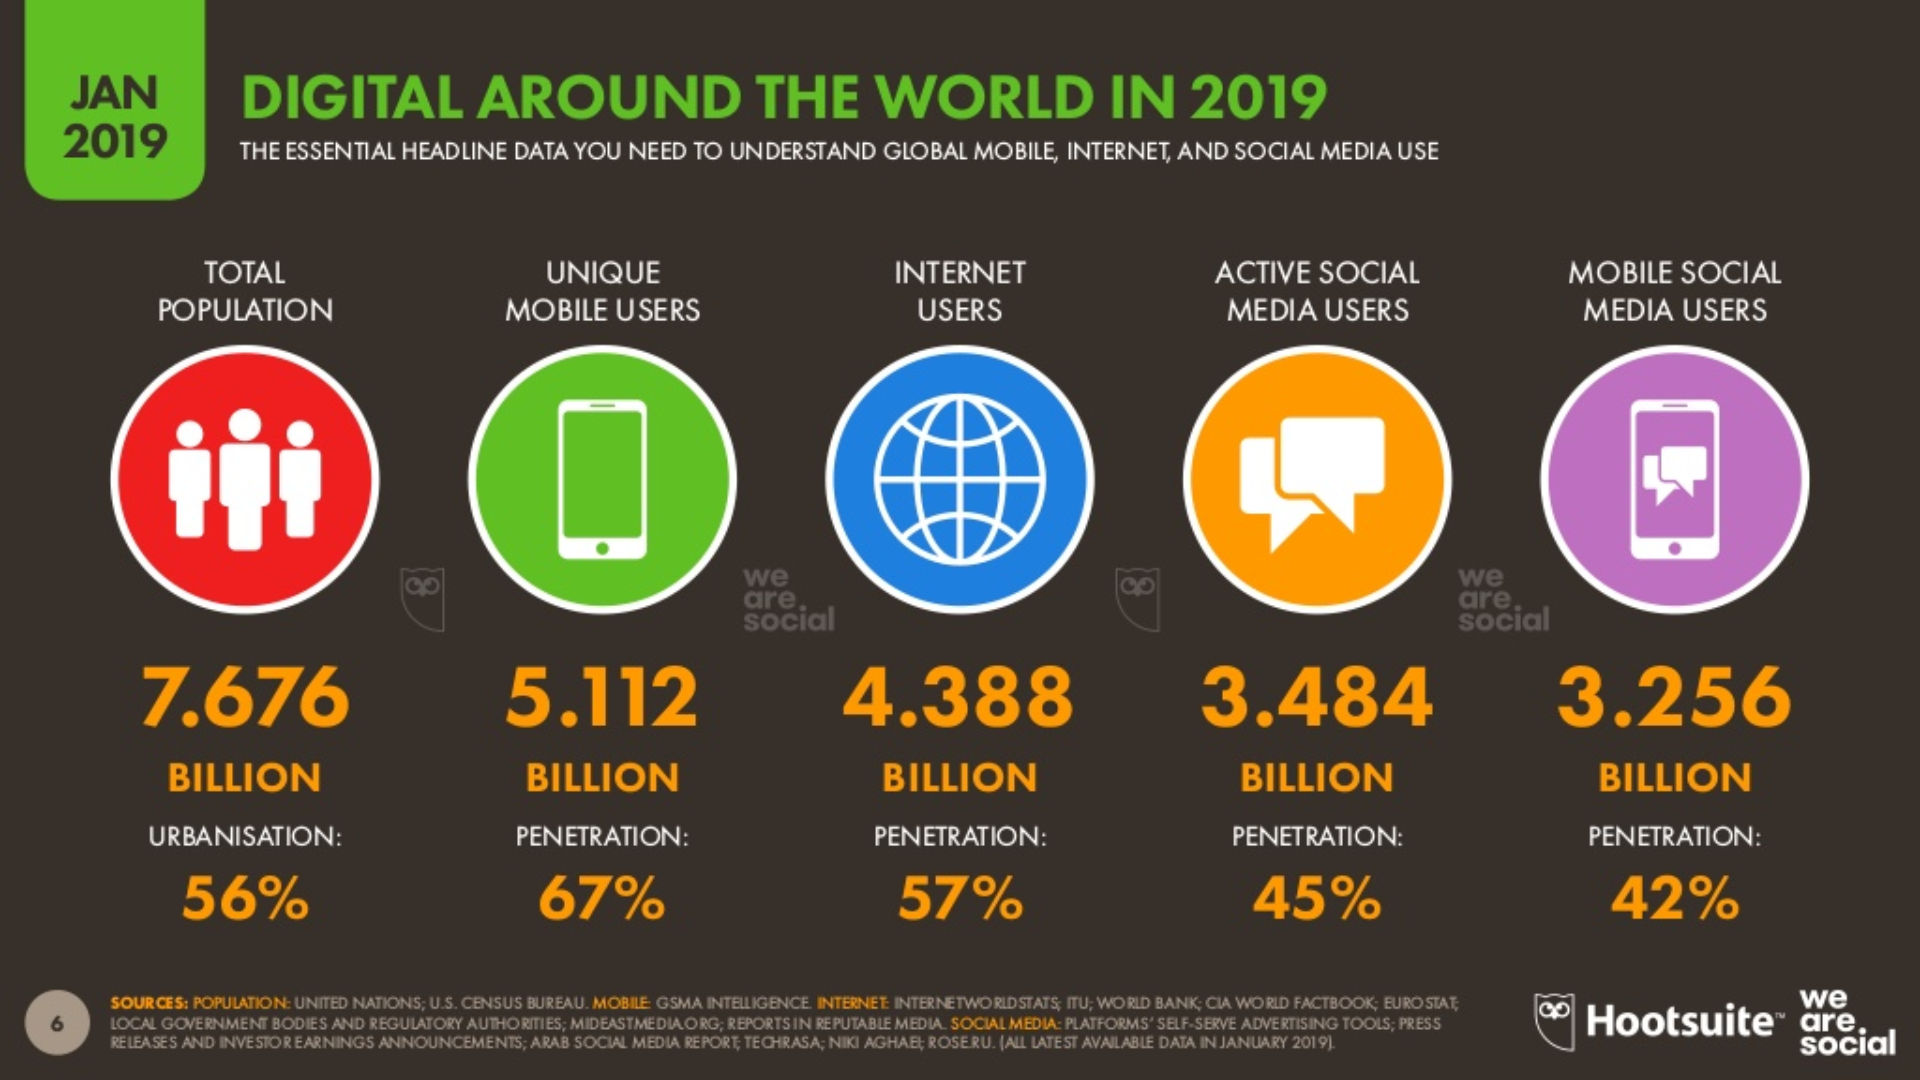 JAN
2019
DIGITAL AROUND THE WORLD IN 2019
THE ESSENTIAL HEADLINE DATA YOU NEED TO UNDERSTAND GLOBAL MOBILE, INTERNET, AND SOCIAL MEDIA USE
TOTAL
POPULATION
UNIQUE
MOBILE USERS
INTERNET
USERS
ACTIVE SOCIAL
MEDIA USERS
MOBILE SOCIAL
MEDIA USERS
we
are.
social
we
are.
social
7.676
BILLION
URBANISATION:
56%
5.112
BILLION
PENETRATION:
67%
4.388
BILLION
PENETRATION:
57%
3.484
BILLION
PENETRATION:
45%
3.256
BILLION
PENETRATION:
42%
6
SOURCES: POPULATION: UNITED NATIONS; U.S. CENSUS BUREAU. MOBILE: GSMA INTELLIGENCE. INTERNET: INTERNETWORLDSTATS; ITU; WORLD BANK; CIA WORLD FACTBOOK; EUROSTAT;
LOCAL GOVERNMENT BODIES AND REGULATORY AUTHORITIES; MIDEASTMEDIA.ORG; REPORTS IN REPUTABLE MEDIA. SOCIAL MEDIA: PLATFORMS' SELF-SERVE ADVERTISING TOOLS; PRESS
RELEASES AND INVESTOR EARNINGS ANNOUNCEMENTS; ARAB SOCIAL MEDIA REPORT; TECHRASA; NIKI AGHAEI; ROSE.RU. (ALL LATEST AVAILABLE DATA IN JANUARY 2019).
Hootsuite™
we
are.
social